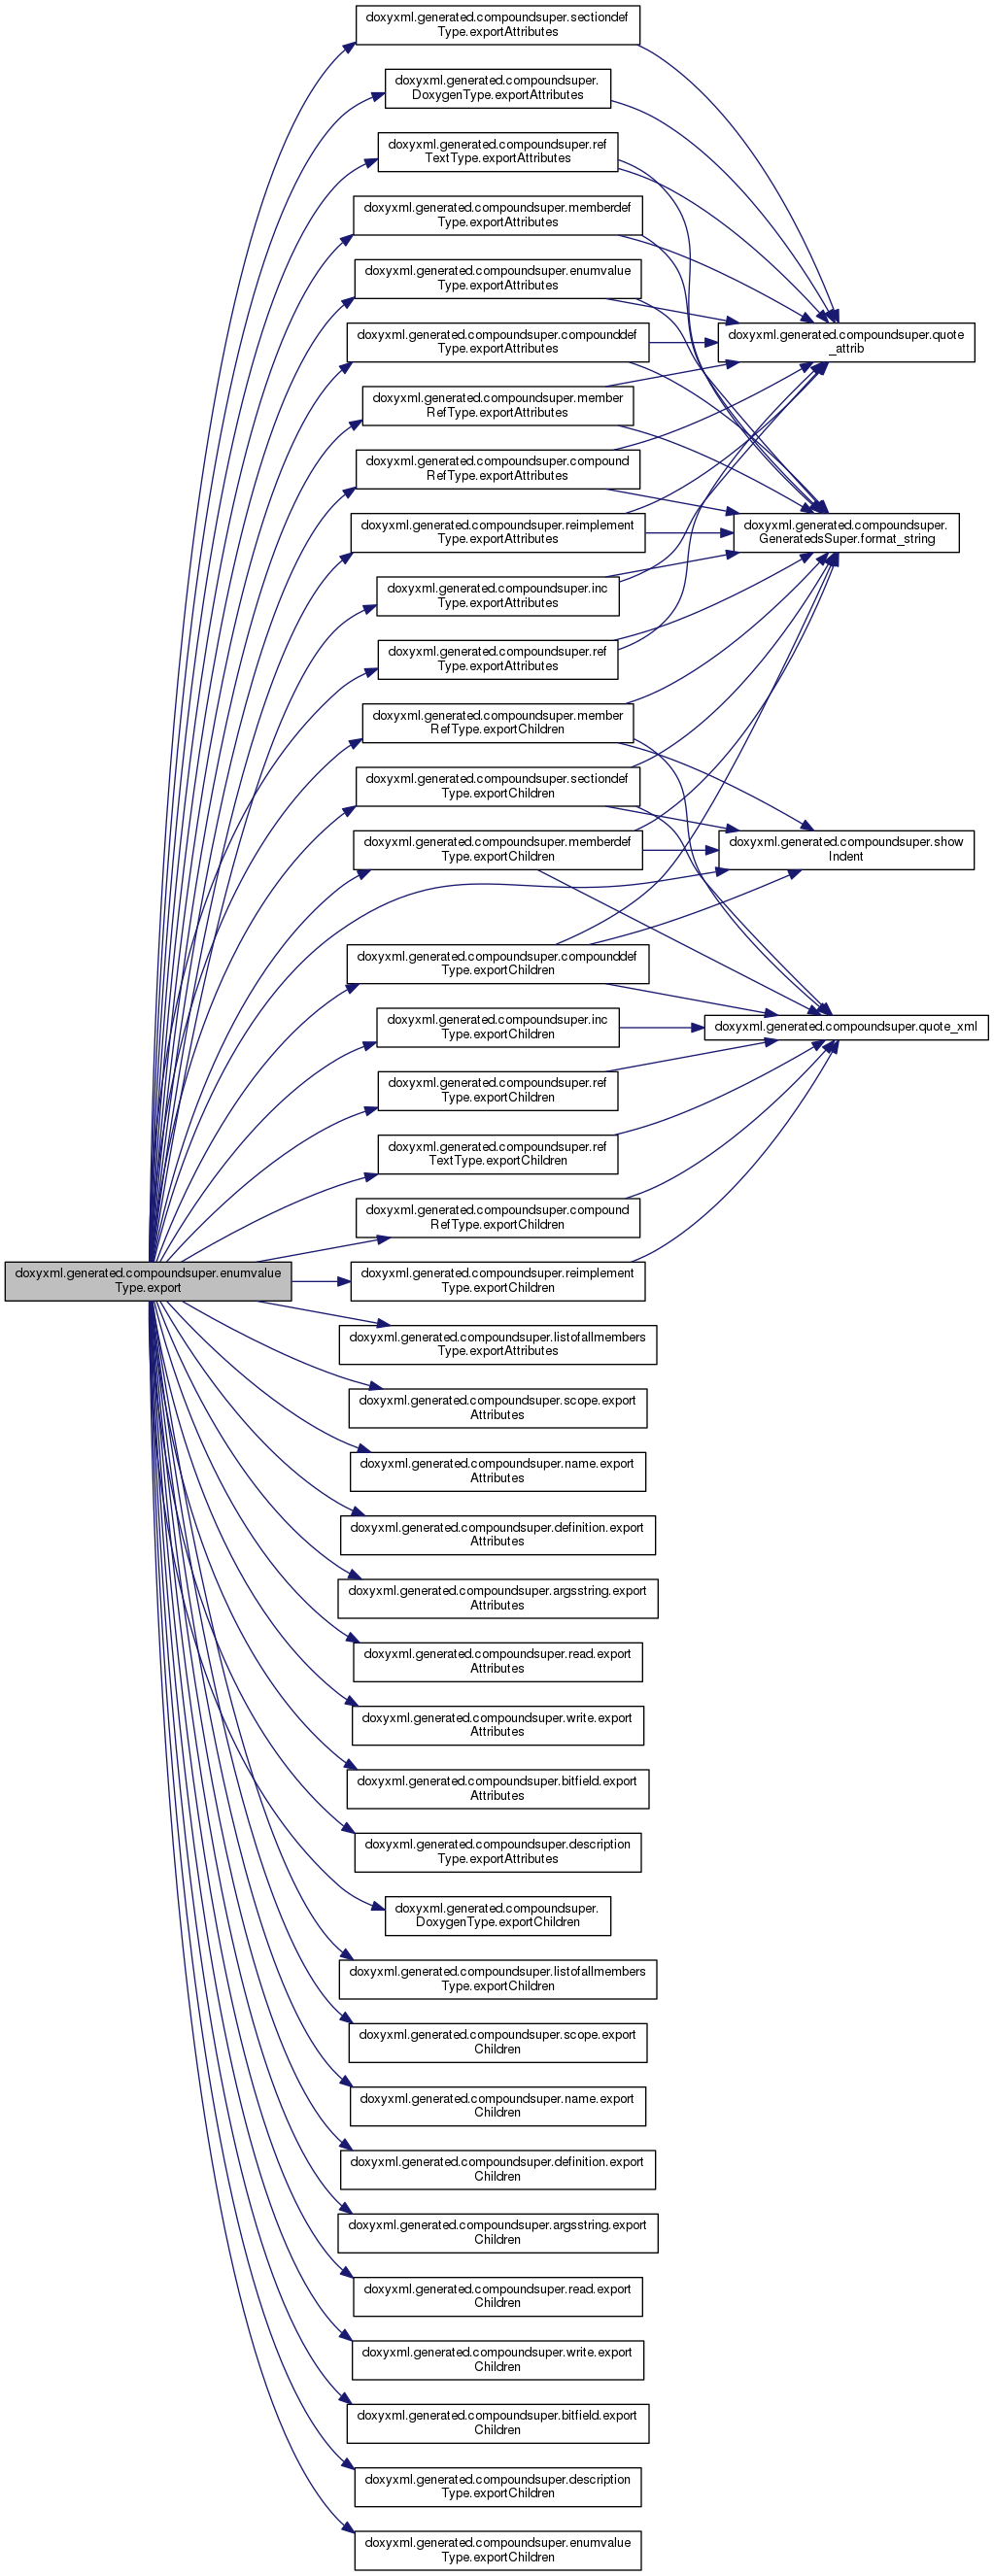 doxyxml.generated.compoundsuper.sectiondef
Type.exportAttributes
doxyxml.generated.compoundsuper.
DoxygenType.exportAttributes
doxyxml.generated.compoundsuper.ref
TextType.exportAttributes
doxyxml.generated.compoundsuper.memberdef
Type.exportAttributes
doxyxml.generated.compoundsuper.enumvalue
Type.exportAttributes
doxyxml.generated.compoundsuper.compounddef
Type.exportAttributes
doxyxml.generated.compoundsuper.quote
_attrib
doxyxml.generated.compoundsuper.member
RefType.exportAttributes
doxyxml.generated.compoundsuper.compound
RefType.exportAttributes
doxyxml.generated.compoundsuper.reimplement
Type.exportAttributes
doxyxml.generated.compoundsuper.
GeneratedsSuper.format_string
doxyxml.generated.compoundsuper.inc
Type.exportAttributes
doxyxml.generated.compoundsuper.ref
Type.exportAttributes
doxyxml.generated.compoundsuper.member
RefType.exportChildren
doxyxml.generated.compoundsuper.sectiondef
Type.exportChildren
doxyxml.generated.compoundsuper.memberdef
Type.exportChildren
doxyxml.generated.compoundsuper.show
Indent
doxyxml.generated.compoundsuper.compounddef
Type.exportChildren
doxyxml.generated.compoundsuper.inc
Type.exportChildren
doxyxml.generated.compoundsuper.quote_xml
doxyxml.generated.compoundsuper.ref
Type.exportChildren
doxyxml.generated.compoundsuper.ref
TextType.exportChildren
doxyxml.generated.compoundsuper.compound
RefType.exportChildren
doxyxml.generated.compoundsuper.enumvalue
Type.export
doxyxml.generated.compoundsuper.reimplement
Type.exportChildren
doxyxml.generated.compoundsuper.listofallmembers
Type.exportAttributes
doxyxml.generated.compoundsuper.scope.export
Attributes
doxyxml.generated.compoundsuper.name.export
Attributes
doxyxml.generated.compoundsuper.definition.export
Attributes
doxyxml.generated.compoundsuper.argsstring.export
Attributes
doxyxml.generated.compoundsuper.read.export
Attributes
doxyxml.generated.compoundsuper.write.export
Attributes
doxyxml.generated.compoundsuper.bitfield.export
Attributes
doxyxml.generated.compoundsuper.description
Type.exportAttributes
doxyxml.generated.compoundsuper.
DoxygenType.exportChildren
doxyxml.generated.compoundsuper.listofallmembers
Type.exportChildren
doxyxml.generated.compoundsuper.scope.export
Children
doxyxml.generated.compoundsuper.name.export
Children
doxyxml.generated.compoundsuper.definition.export
Children
doxyxml.generated.compoundsuper.argsstring.export
Children
doxyxml.generated.compoundsuper.read.export
Children
doxyxml.generated.compoundsuper.write.export
Children
doxyxml.generated.compoundsuper.bitfield.export
Children
doxyxml.generated.compoundsuper.description
Type.exportChildren
doxyxml.generated.compoundsuper.enumvalue
Type.exportChildren